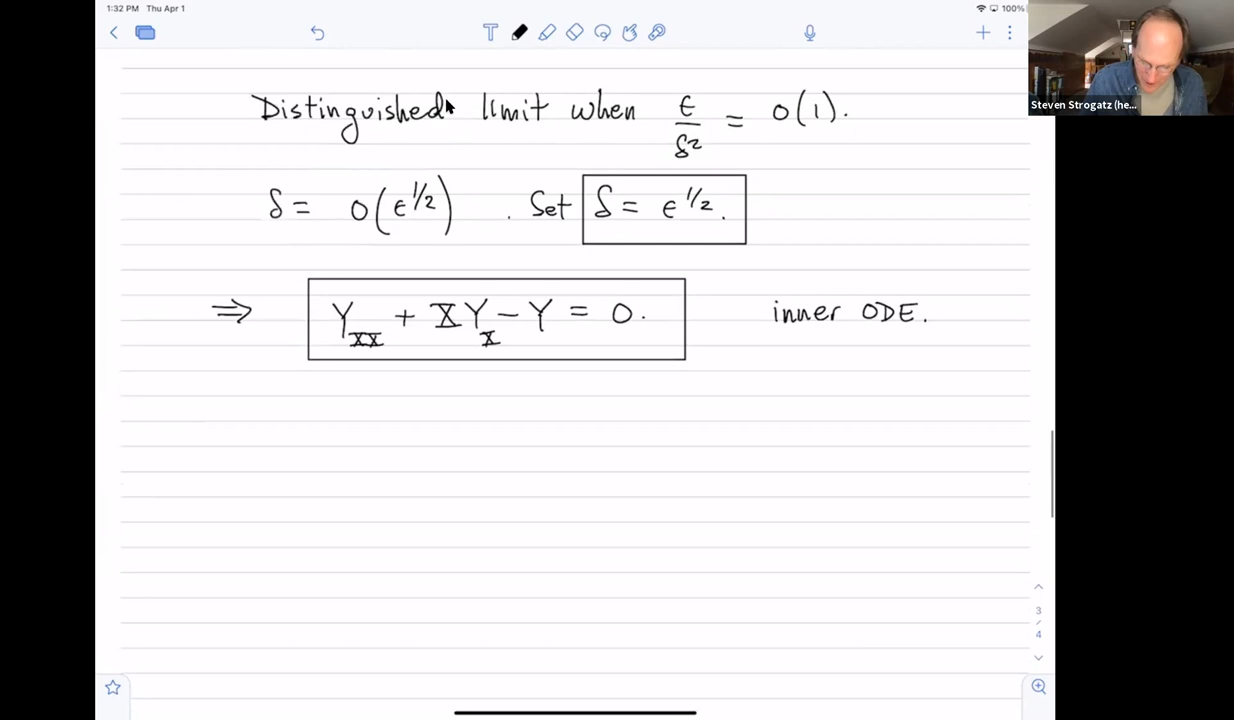 1:32 PM Thu Apr 1
100%
T
Steven Strogatz (he...
Distinguished limit when ϵ/δ² = O(1).
δ = O(ϵ^1/2) . Set δ = ϵ^1/2.
⇒ Y_XX + XY_X - Y = 0. inner ODE.
3
/
4